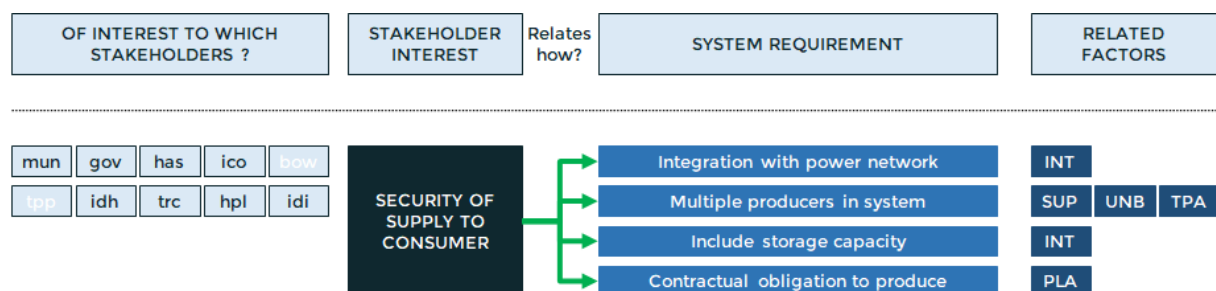 OF INTEREST TO WHICH
STAKEHOLDERS ?
STAKEHOLDER
INTEREST
Relates
how?
SYSTEM REQUIREMENT
RELATED
FACTORS
mun gov has ico bow
tpp idh trc hpl idi
SECURITY OF
SUPPLY TO
CONSUMER
Integration with power network
INT
Multiple producers in system
SUP UNB TPA
Include storage capacity
INT
Contractual obligation to produce
PLA